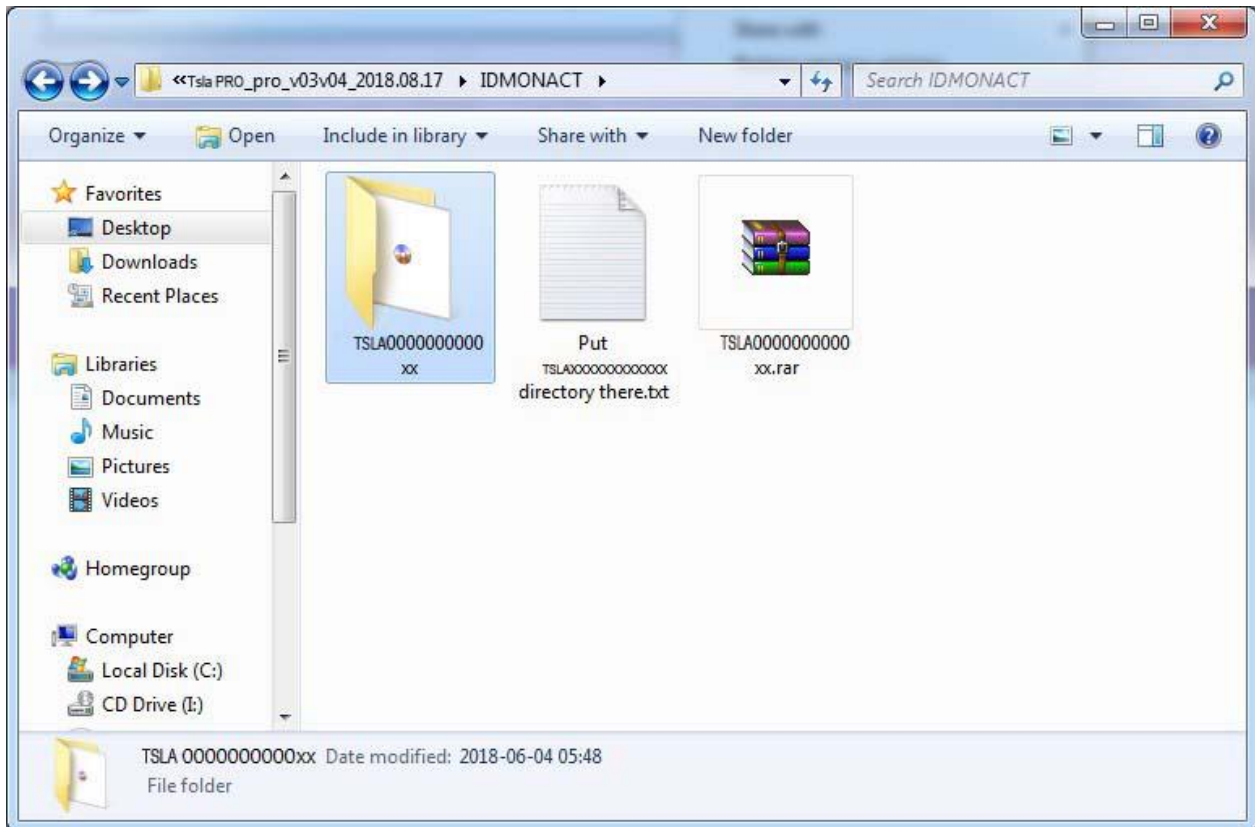 «Tsla PRO_pro_v03v04_2018.08.17 ▸ IDMONACT ▸ Search IDMONACT
Organize Open Include in library Share with New folder
Favorites
Desktop
Downloads
Recent Places
Libraries
Documents
Music
Pictures
Videos
Homegroup
Computer
Local Disk (C:)
CD Drive (I:)
TSLA0000000000
xx
Put
TSLAXXXXXXXXXXXX
directory there.txt
TSLA0000000000
xx.rar
TSLA 0000000000xx Date modified: 2018-06-04 05:48
File folder